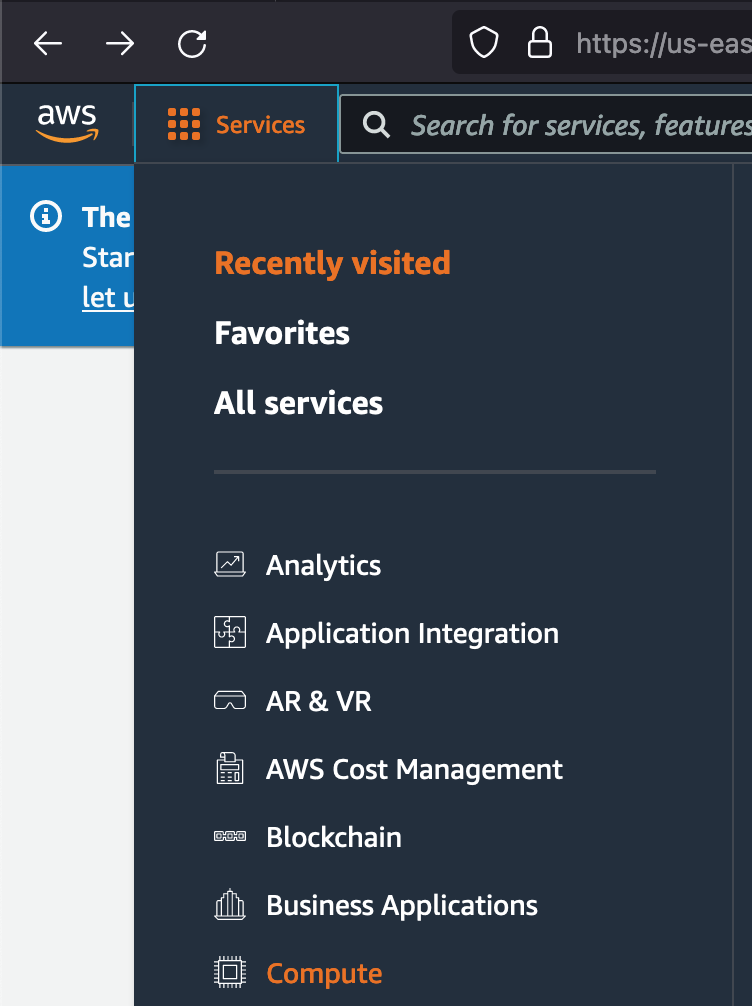 https://us-eas
aws
Services
Search for services, features
The
Star
let u
Recently visited
Favorites
All services
Analytics
Application Integration
AR & VR
AWS Cost Management
Blockchain
Business Applications
Compute